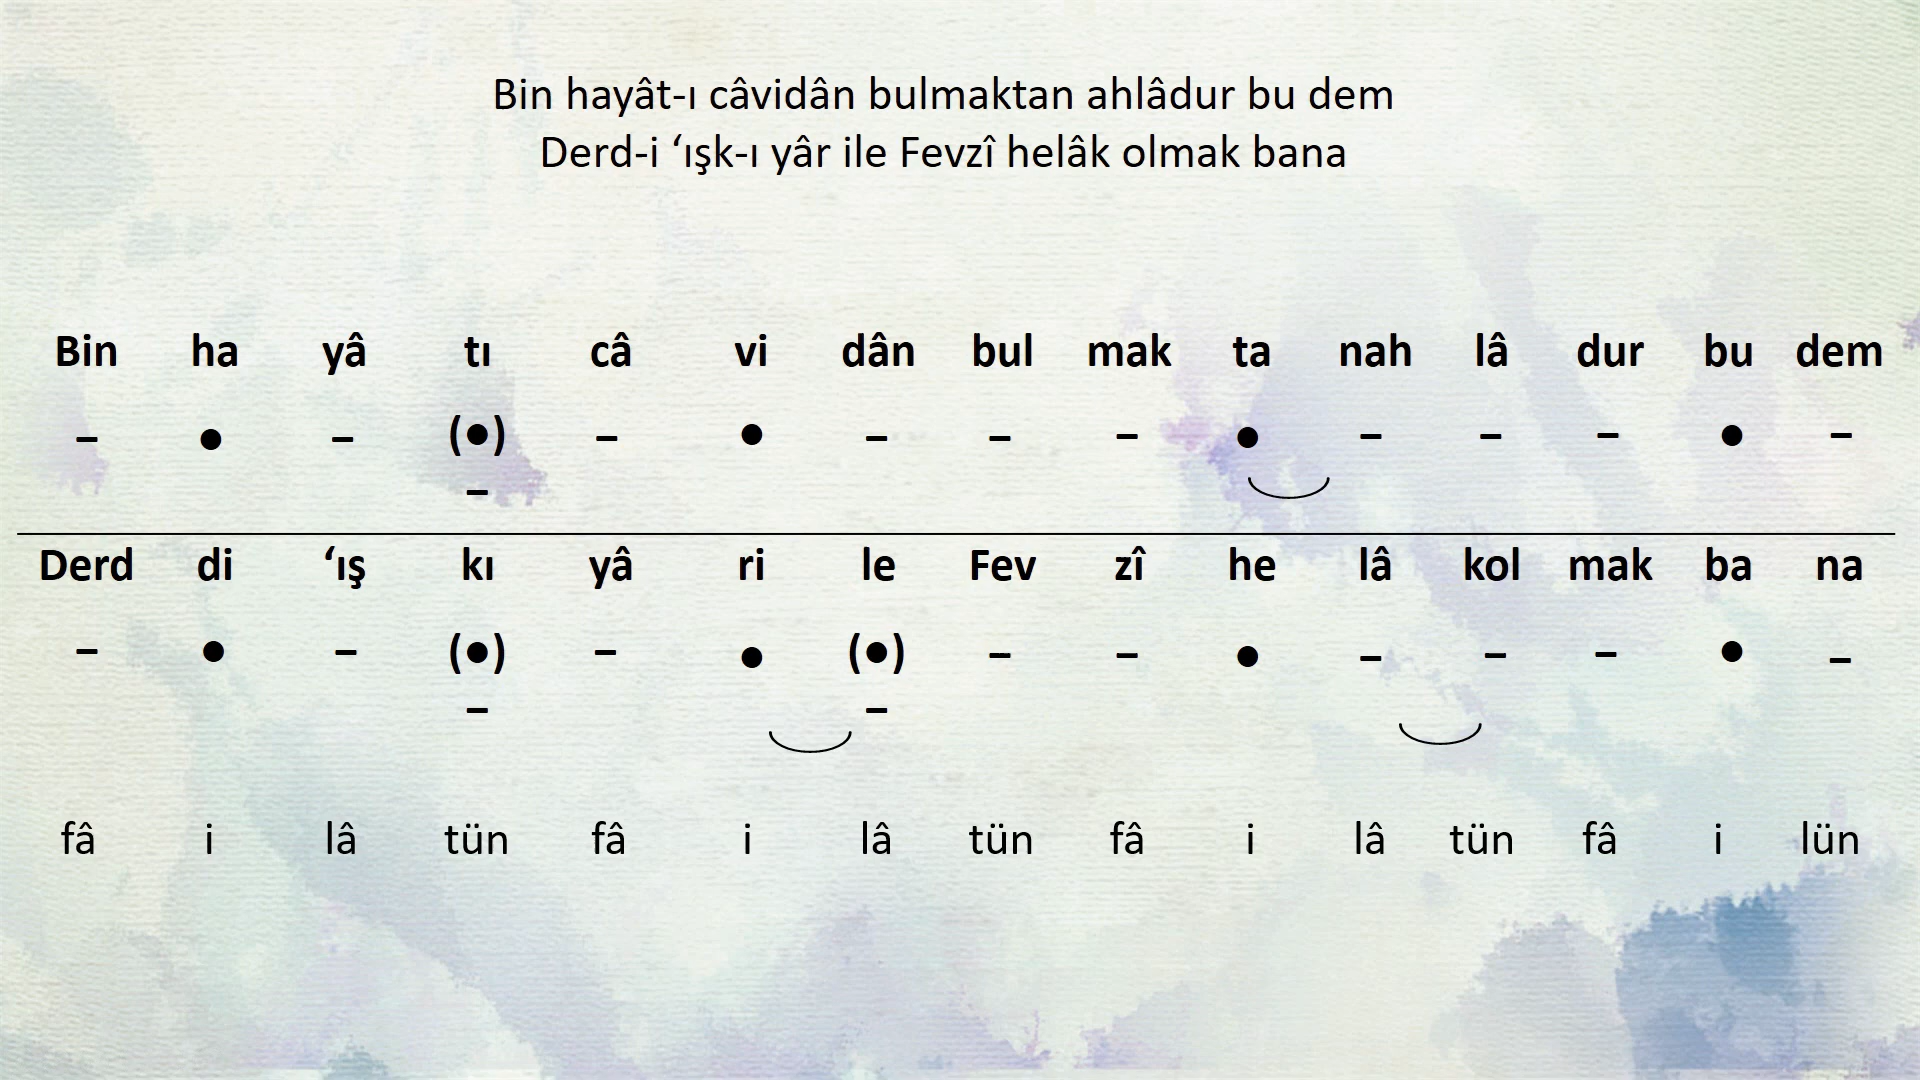 Bin hayât-ı câvidân bulmaktan ahlâdur bu dem
Derd-i ‘ışk-ı yâr ile Fevzî helâk olmak bana
Bin ha yâ tı câ vi dân bul mak ta nah lâ dur bu dem
– • – (•) – • – – – • – – – • –
–
Derd di ‘ış kı yâ ri le Fev zî he lâ kol mak ba na
– • – (•) – • (•) – – • – – – • –
– –
fâ i lâ tün fâ i lâ tün fâ i lâ tün fâ i lün